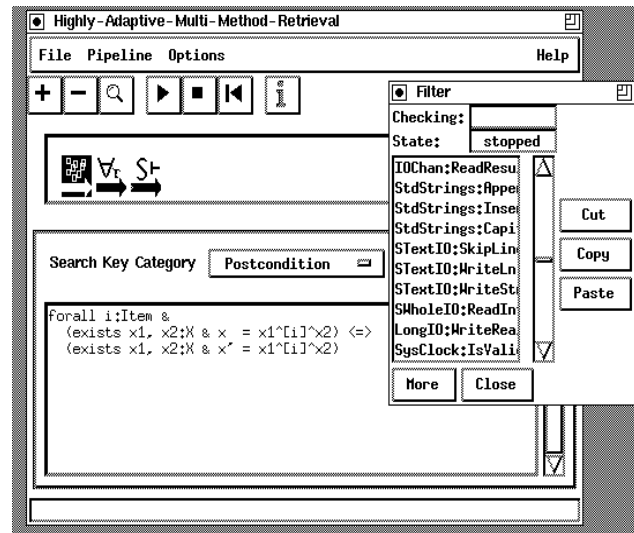 Highly-Adaptive-Multi-Method-Retrieval
File Pipeline Options Help
Filter
Checking:
State: stopped
IOChan:ReadResu
StdStrings:Appe
StdStrings:Inse
StdStrings:Capi
STextIO:SkipLin
STextIO:WriteLn
STextIO:WriteSt
SWholeIO:ReadIn
LongIO:WriteRea
SysClock:IsVali
Cut
Copy
Paste
More Close
Search Key Category Postcondition
forall i:Item &
(exists x1, x2:X & x = x1^[i]^x2) <=>
(exists x1, x2:X & x' = x1^[i]^x2)